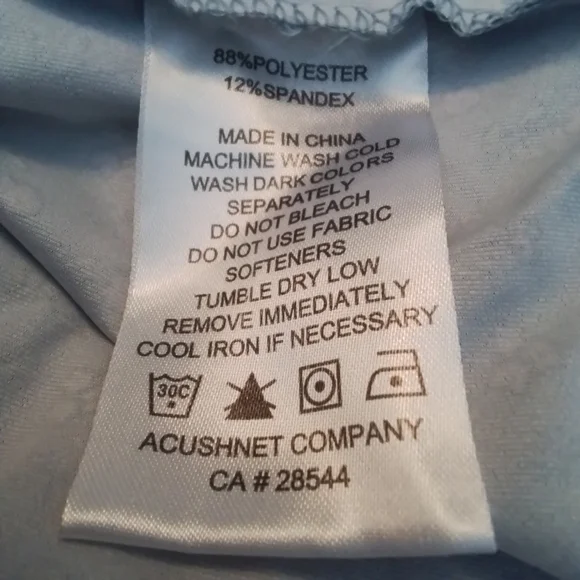 88%POLYESTER
12%SPANDEX
MADE IN CHINA
MACHINE WASH COLD
WASH DARK COLORS
SEPARATELY
DO NOT BLEACH
DO NOT USE FABRIC
SOFTENERS
TUMBLE DRY LOW
REMOVE IMMEDIATELY
COOL IRON IF NECESSARY
30C
ACUSHNET COMPANY
CA # 28544